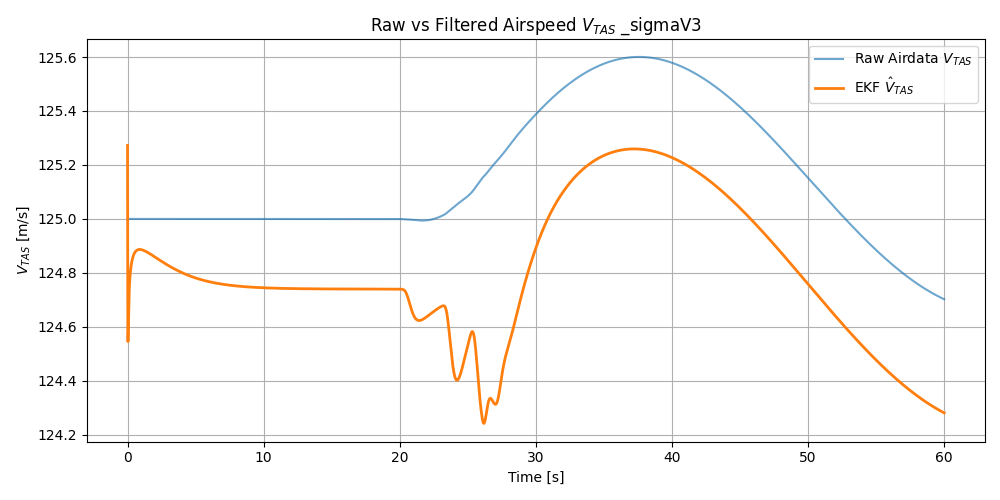 Raw vs Filtered Airspeed V_TAS _sigmaV3
125.6
125.4
125.2
125.0
124.8
124.6
124.4
124.2
V_TAS [m/s]
Raw Airdata V_TAS
EKF V̂_TAS
0 10 20 30 40 50 60
Time [s]